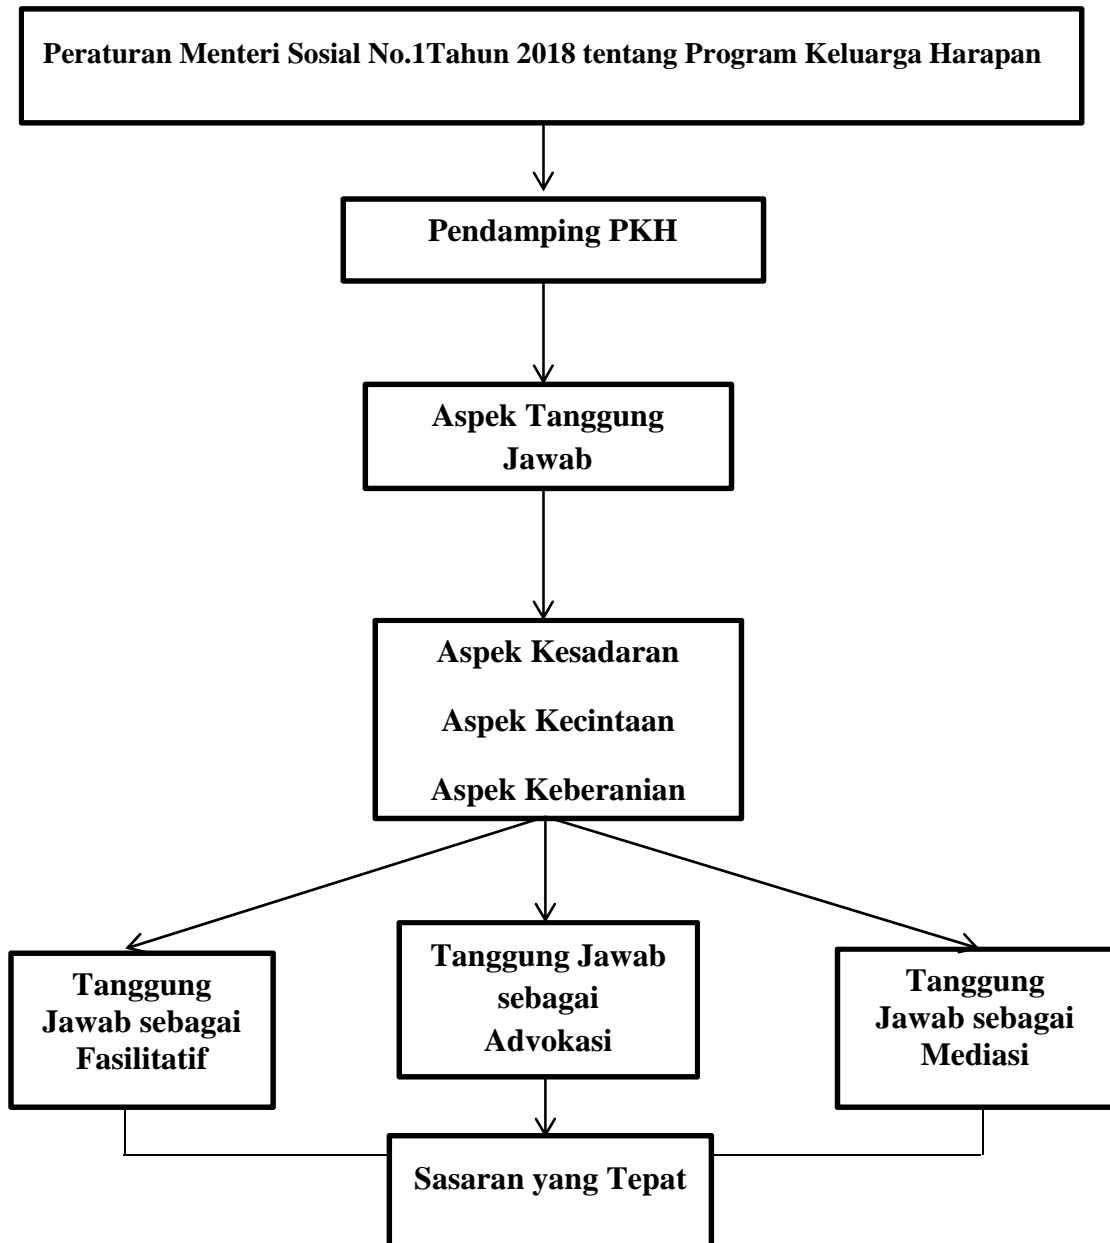 Peraturan Menteri Sosial No.1Tahun 2018 tentang Program Keluarga Harapan
Pendamping PKH
Aspek Tanggung
Jawab
Aspek Kesadaran
Aspek Kecintaan
Aspek Keberanian
Tanggung
Jawab sebagai
Fasilitatif
Tanggung Jawab
sebagai
Advokasi
Tanggung
Jawab sebagai
Mediasi
Sasaran yang Tepat